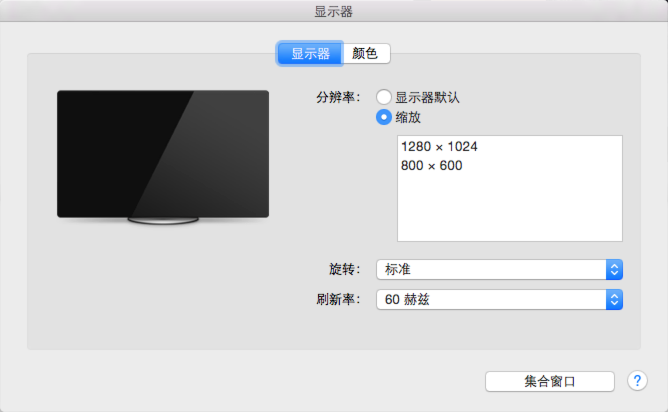 显示器
显示器 颜色
分辨率： 显示器默认
缩放
1280 × 1024
800 × 600
旋转： 标准
刷新率： 60 赫兹
集合窗口 ?